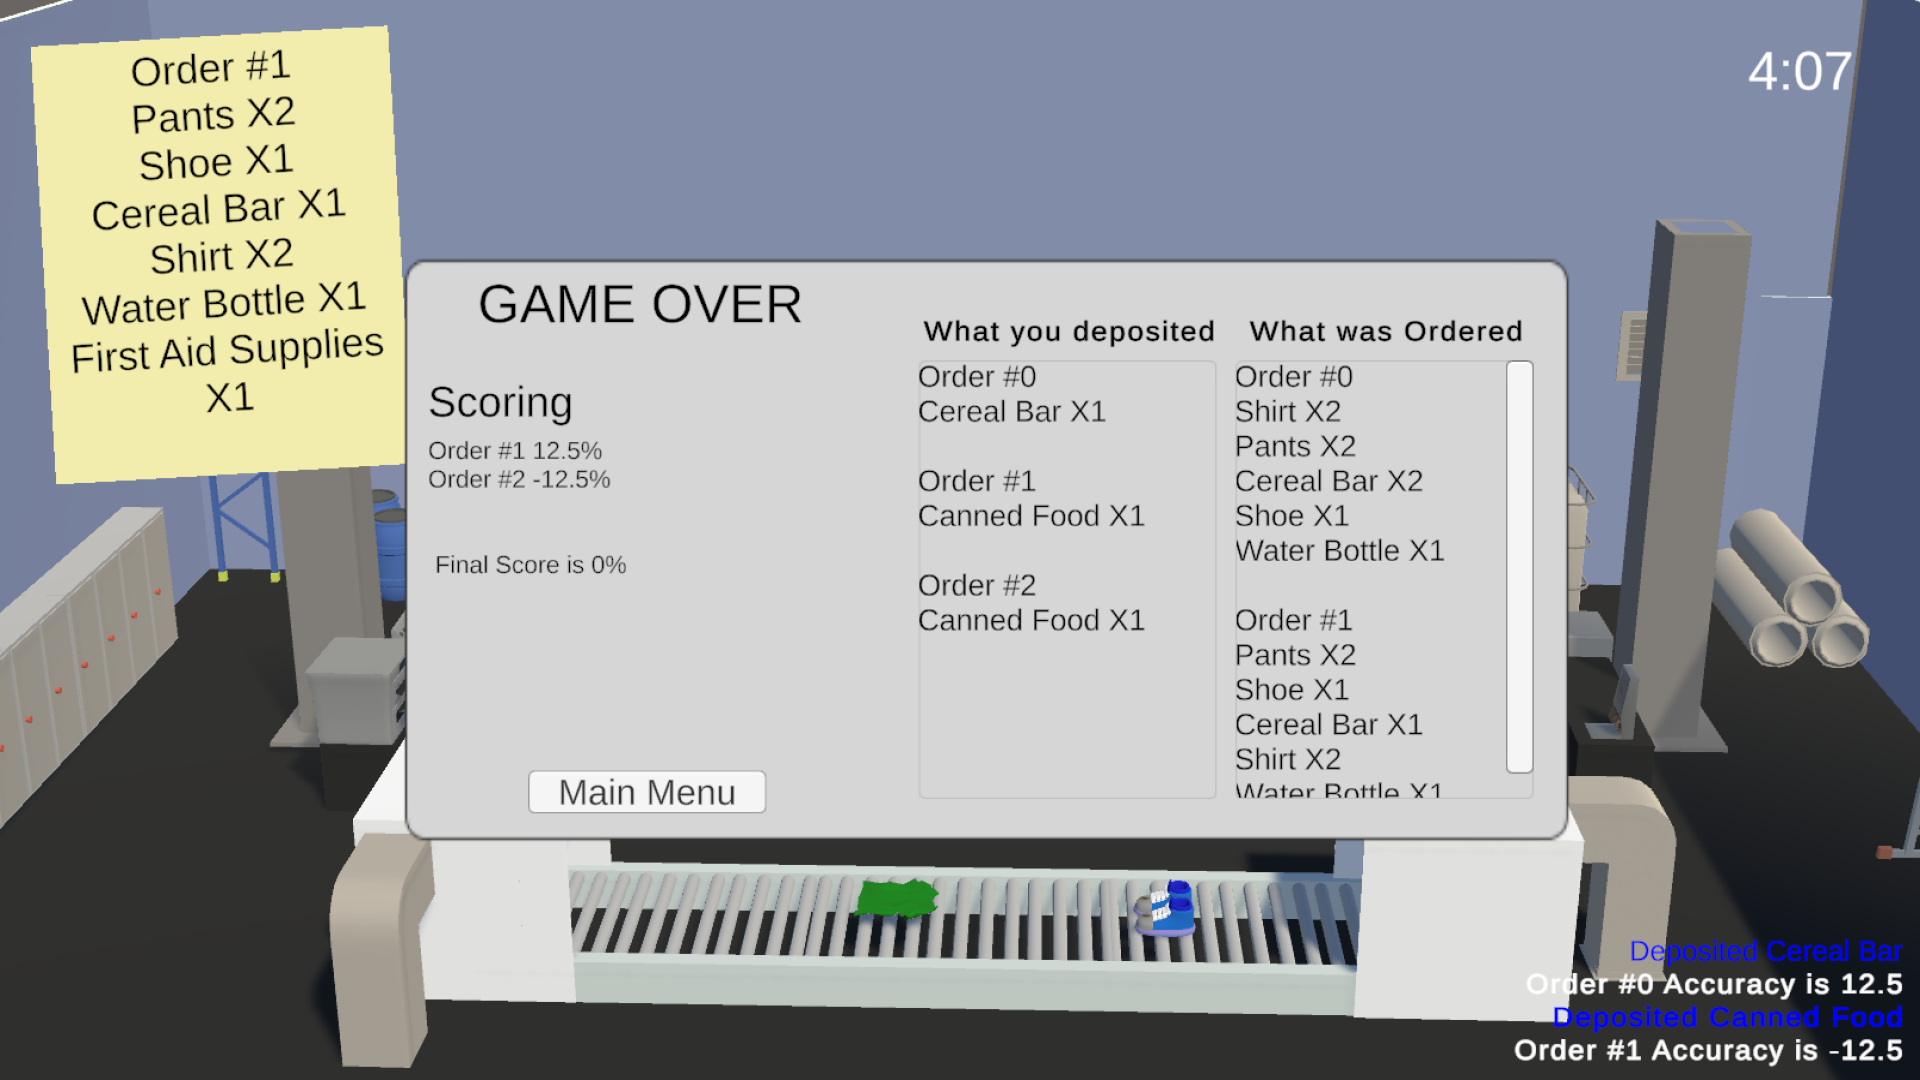 Order #1
Pants X2
Shoe X1
Cereal Bar X1
Shirt X2
Water Bottle X1
First Aid Supplies
X1
4:07
GAME OVER
Scoring
Order #1 12.5%
Order #2 -12.5%
Final Score is 0%
Main Menu
What you deposited
Order #0
Cereal Bar X1
Order #1
Canned Food X1
Order #2
Canned Food X1
What was Ordered
Order #0
Shirt X2
Pants X2
Cereal Bar X2
Shoe X1
Water Bottle X1
Order #1
Pants X2
Shoe X1
Cereal Bar X1
Shirt X2
Water Bottle X1
Deposited Cereal Bar
Order #0 Accuracy is 12.5
Deposited Canned Food
Order #1 Accuracy is -12.5